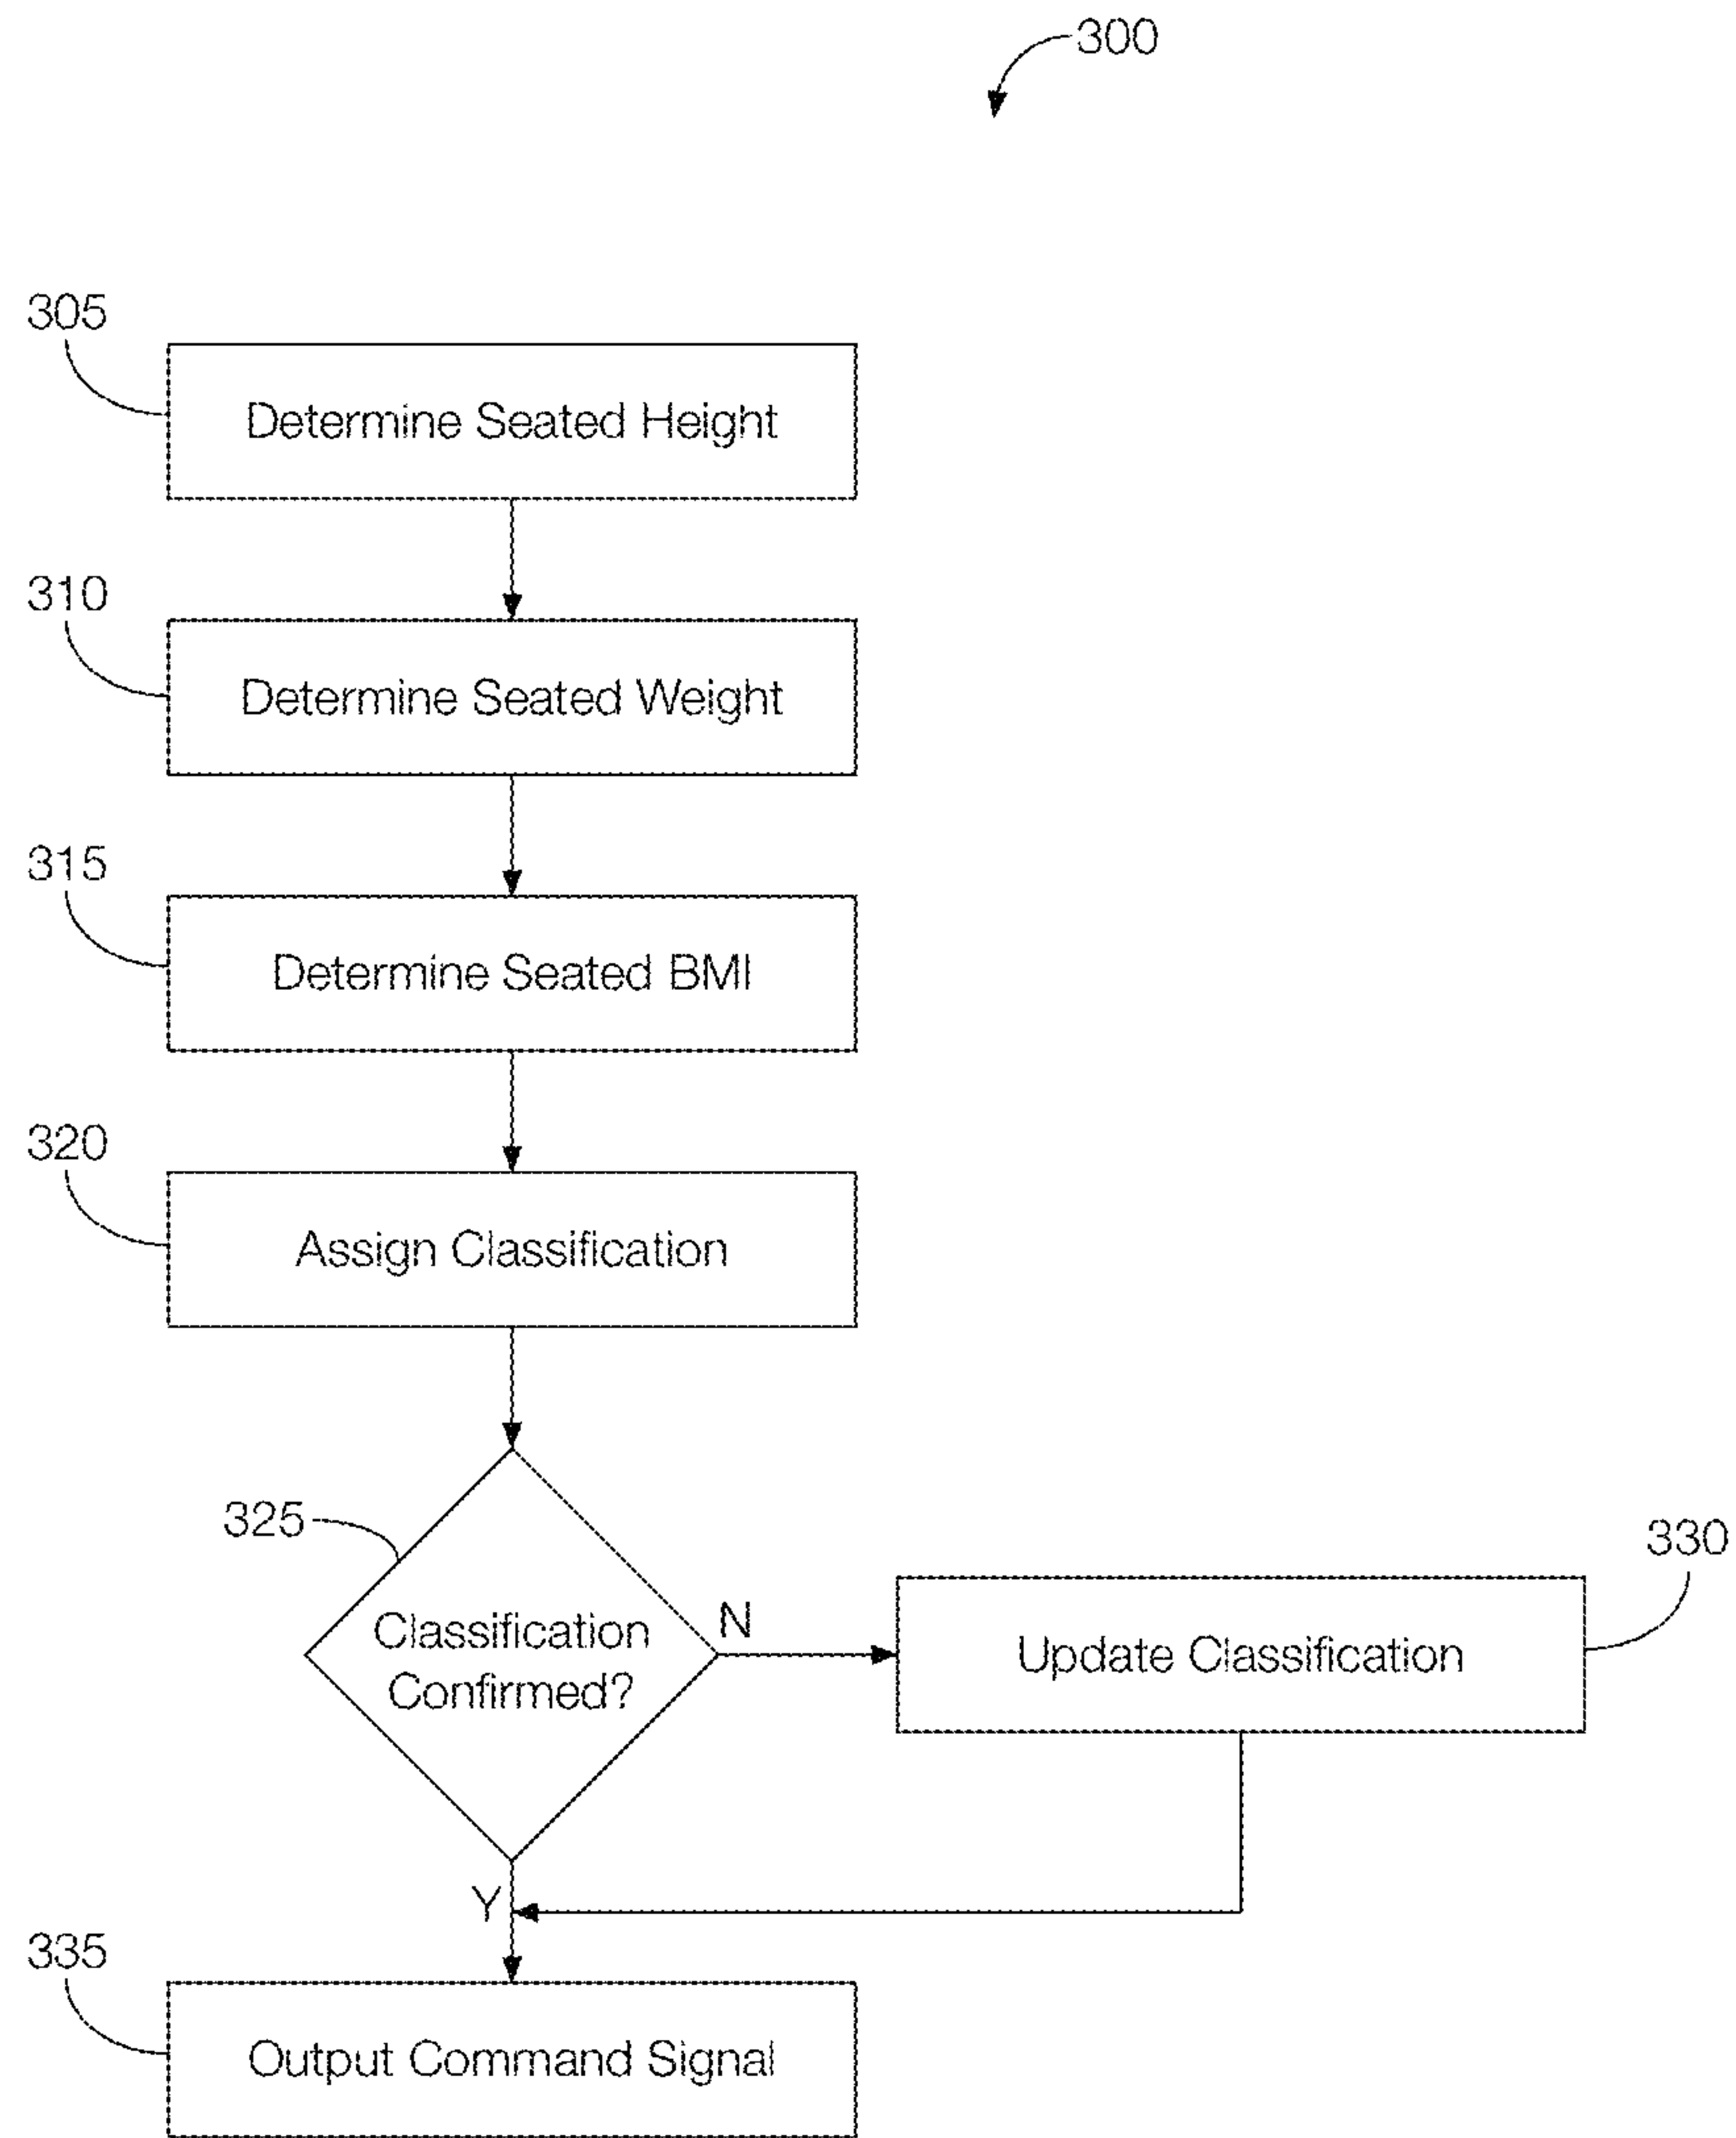 300
305
Determine Seated Height
310
Determine Seated Weight
315
Determine Seated BMI
320
Assign Classification
325
Classification
Confirmed?
N
330
Update Classification
Y
335
Output Command Signal